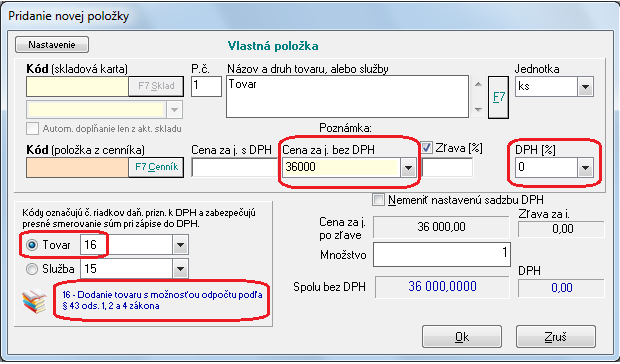 Pridanie novej položky
Nastavenie
Vlastná položka
Kód (skladová karta)
P.č.
Názov a druh tovaru, alebo služby
Jednotka
F7 Sklad
1
Tovar
F7
ks
Autom. dopĺňanie len z akt. skladu
Poznámka:
Kód (položka z cenníka)
Cena za j. s DPH
Cena za j. bez DPH
Zľava [%]
DPH [%]
F7 Cenník
36000
0
Nemeniť nastavenú sadzbu DPH
Kódy označujú č. riadkov daň. prizn. k DPH a zabezpečujú
presné smerovanie súm pri zápise do DPH.
Tovar
16
Služba
15
16 - Dodanie tovaru s možnosťou odpočtu podľa
§ 43 ods. 1, 2 a 4 zákona
Cena za j.
po zľave
36 000,00
Zľava za j.
0,00
Množstvo
1
DPH
Spolu bez DPH
36 000,0000
0,00
Ok
Zruš